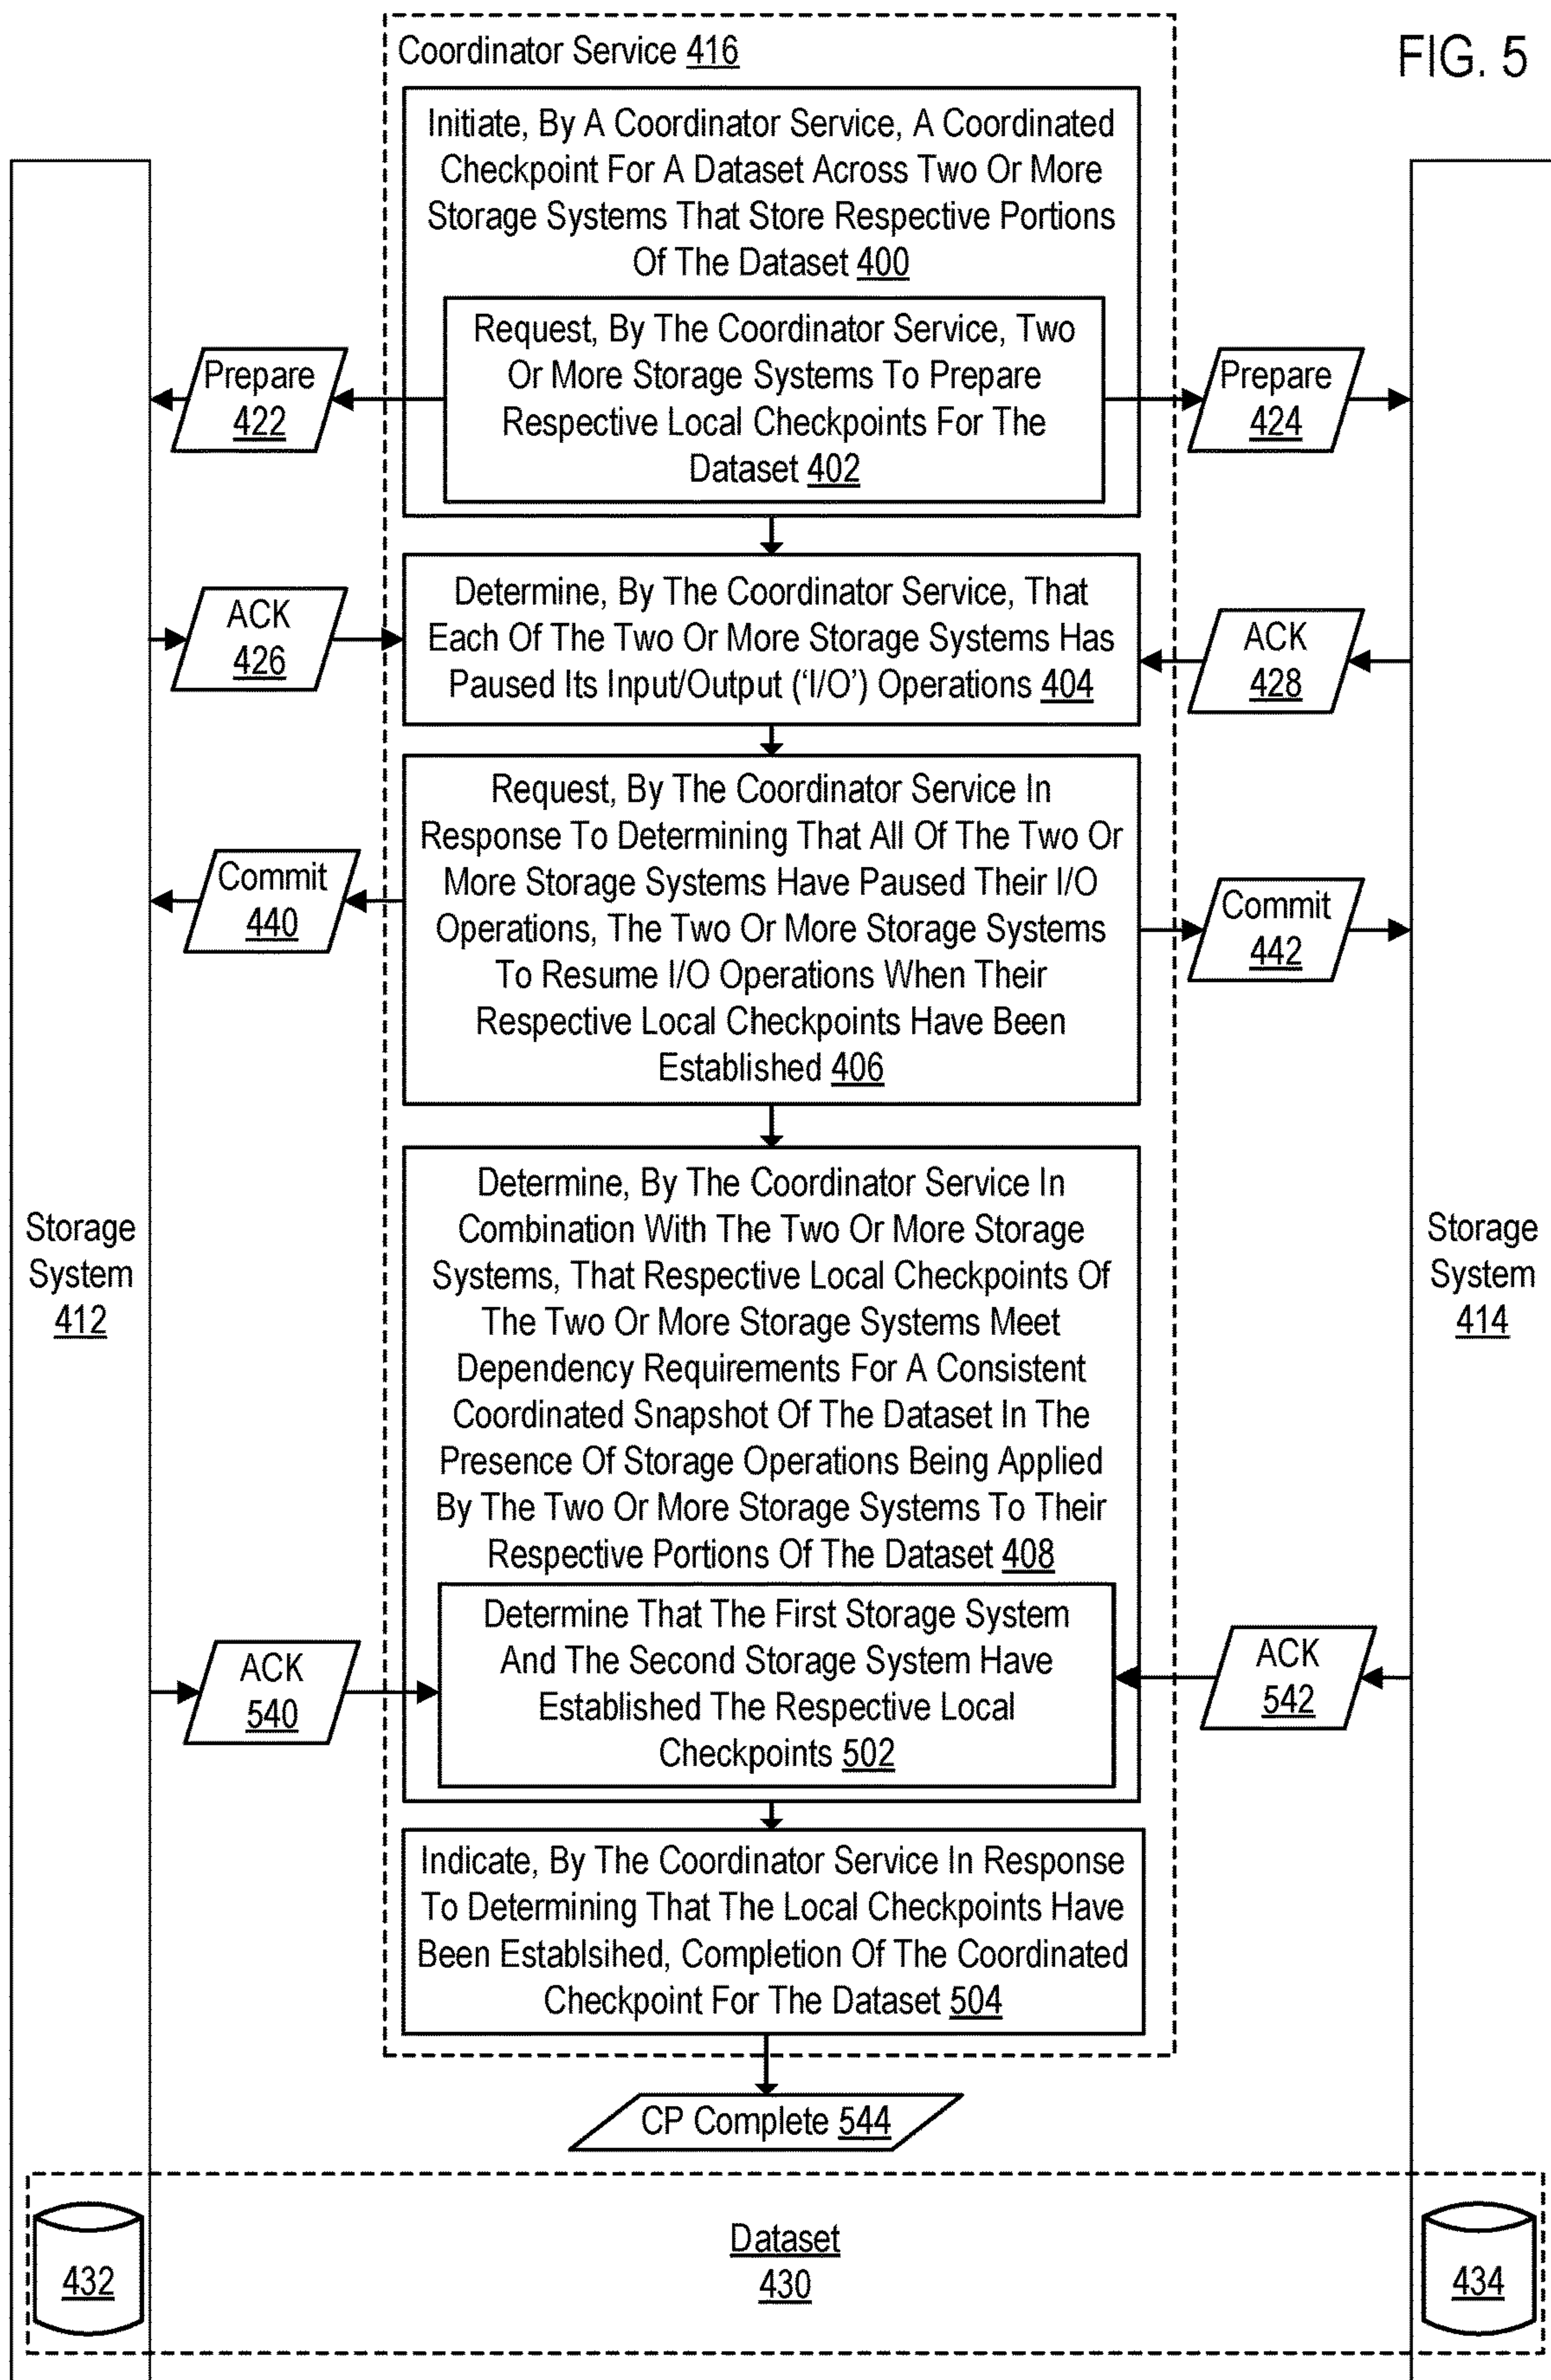 FIG. 5
Coordinator Service 416
Initiate, By A Coordinator Service, A Coordinated
Checkpoint For A Dataset Across Two Or More
Storage Systems That Store Respective Portions
Of The Dataset 400
Request, By The Coordinator Service, Two
Or More Storage Systems To Prepare
Respective Local Checkpoints For The
Dataset 402
Prepare
422
Prepare
424
Determine, By The Coordinator Service, That
Each Of The Two Or More Storage Systems Has
Paused Its Input/Output (‘I/O’) Operations 404
ACK
426
ACK
428
Request, By The Coordinator Service In
Response To Determining That All Of The Two Or
More Storage Systems Have Paused Their I/O
Operations, The Two Or More Storage Systems
To Resume I/O Operations When Their
Respective Local Checkpoints Have Been
Established 406
Commit
440
Commit
442
Determine, By The Coordinator Service In
Combination With The Two Or More Storage
Systems, That Respective Local Checkpoints Of
The Two Or More Storage Systems Meet
Dependency Requirements For A Consistent
Coordinated Snapshot Of The Dataset In The
Presence Of Storage Operations Being Applied
By The Two Or More Storage Systems To Their
Respective Portions Of The Dataset 408
Storage
System
412
Storage
System
414
Determine That The First Storage System
And The Second Storage System Have
Established The Respective Local
Checkpoints 502
ACK
540
ACK
542
Indicate, By The Coordinator Service In Response
To Determining That The Local Checkpoints Have
Been Establsihed, Completion Of The Coordinated
Checkpoint For The Dataset 504
CP Complete 544
432
Dataset
430
434